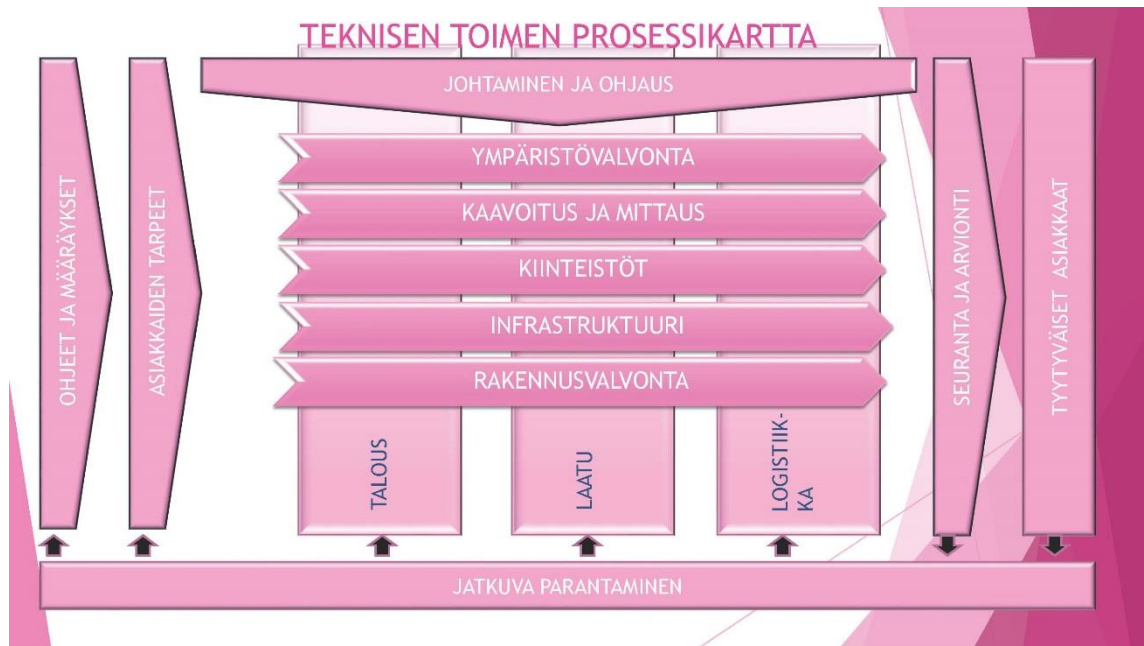 TEKNISEN TOIMEN PROSESSIKARTTA
OHJEET JA MÄÄRÄYKSET
ASIAKKAIDEN TARPEET
JOHTAMINEN JA OHJAUS
YMPÄRISTÖVALVONTA
KAAVOITUS JA MITTAUS
KIINTEISTÖT
INFRASTRUKTUURI
RAKENNUSVALVONTA
TALOUS
LAATU
LOGISTIIK-
KA
SEURANTA JA ARVIONTI
TYYTYVÄISET ASIAKKAAT
JATKUVA PARANTAMINEN